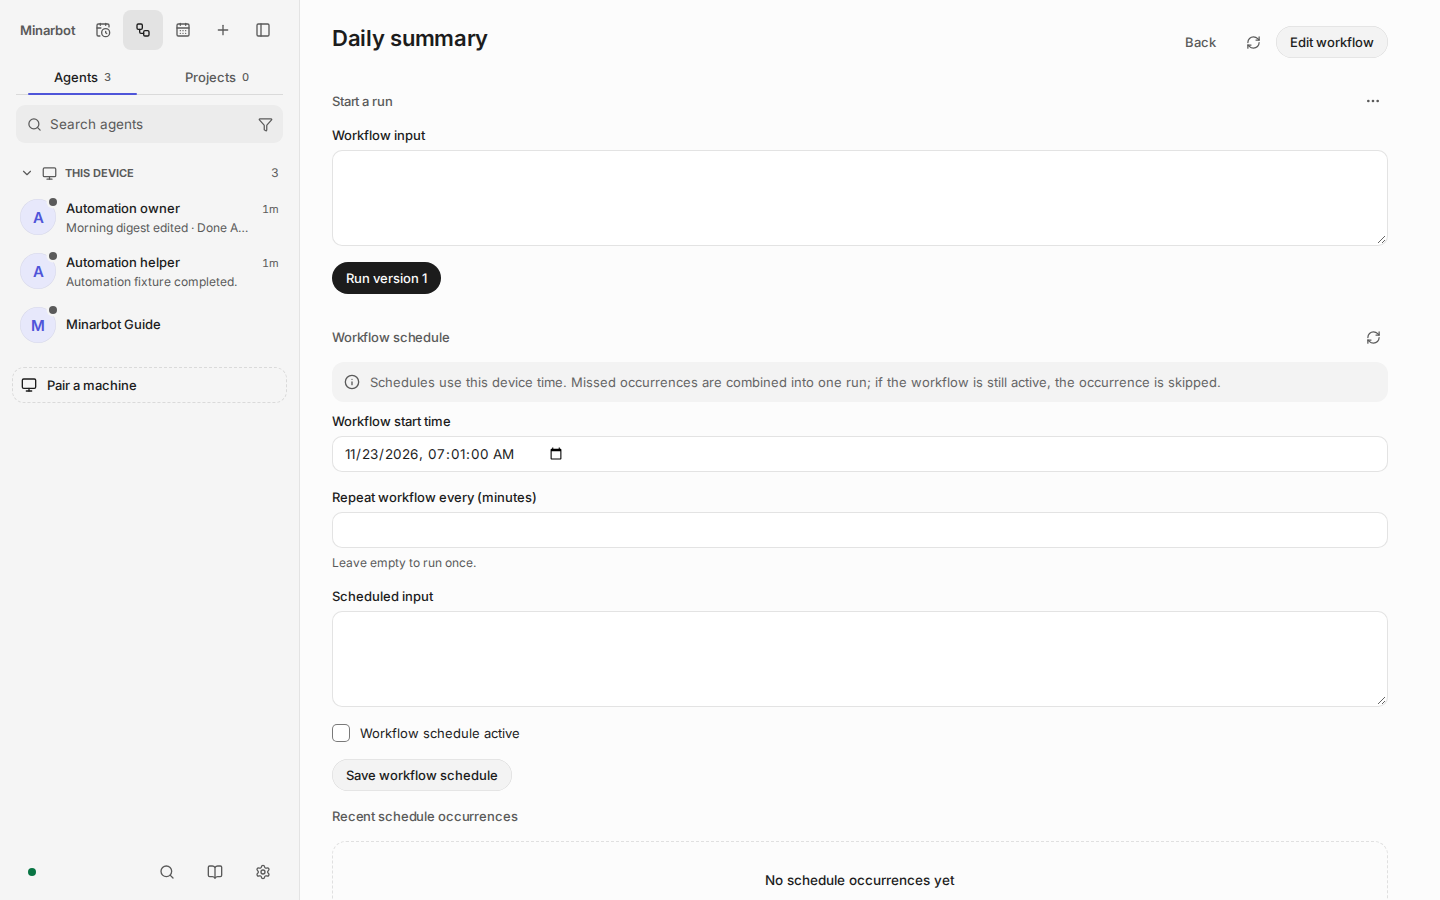 Minarbot
Agents 3
Projects 0
Search agents
THIS DEVICE 3
A
Automation owner 1m
Morning digest edited · Done A...
A
Automation helper 1m
Automation fixture completed.
M
Minarbot Guide
Pair a machine
Daily summary
Back
Edit workflow
Start a run
Workflow input
Run version 1
Workflow schedule
Schedules use this device time. Missed occurrences are combined into one run; if the workflow is still active, the occurrence is skipped.
Workflow start time
11/23/2026, 07:01:00 AM
Repeat workflow every (minutes)
Leave empty to run once.
Scheduled input
Workflow schedule active
Save workflow schedule
Recent schedule occurrences
No schedule occurrences yet